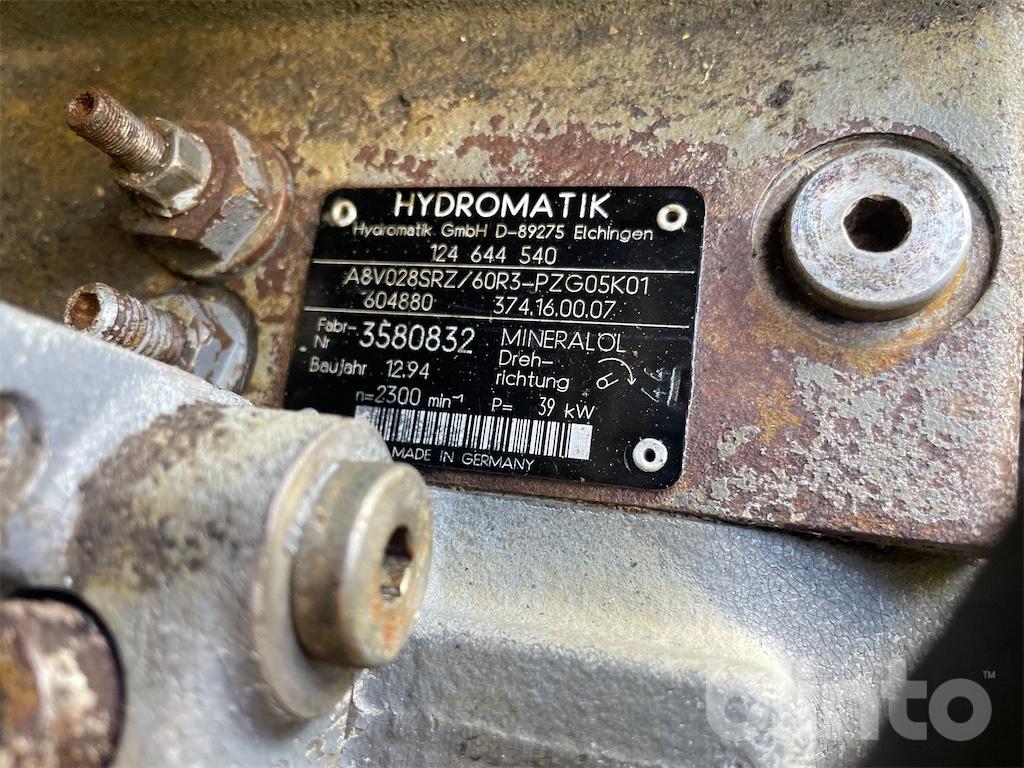 HYDROMATIK
Hydromatik GmbH D-89275 Elchingen
124 644 540
A8V028SRZ/60R3-PZG05K01
604880 374.16.00.07
Fabr-Nr 3580832 MINERALÖL
Baujahr 12.94 Dreh-
richtung
n=2300 min⁻¹ P= 39 kW
MADE IN GERMANY